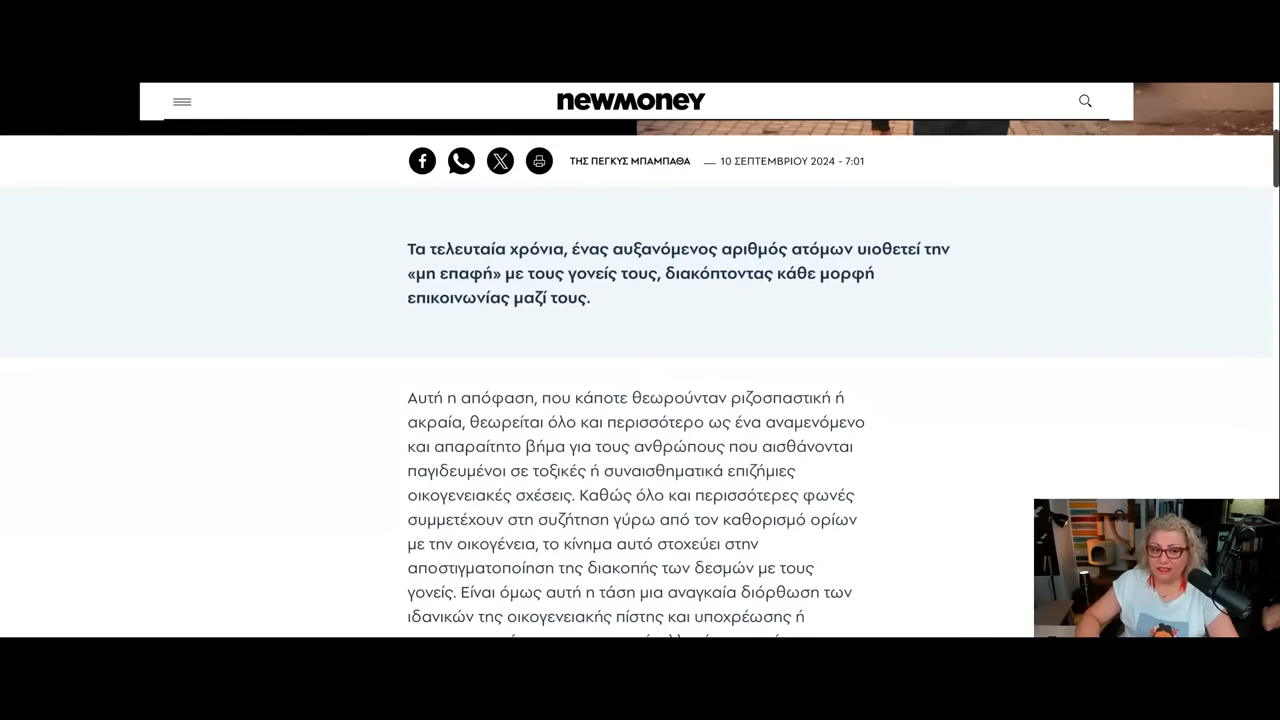 newmoney
ΤΗΣ ΠΕΓΚΥΣ ΜΠΑΜΠΑΘΑ — 10 ΣΕΠΤΕΜΒΡΙΟΥ 2024 - 7:01
Τα τελευταία χρόνια, ένας αυξανόμενος αριθμός ατόμων υιοθετεί την
«μη επαφή» με τους γονείς τους, διακόπτοντας κάθε μορφή
επικοινωνίας μαζί τους.
Αυτή η απόφαση, που κάποτε θεωρούνταν ριζοσπαστική ή
ακραία, θεωρείται όλο και περισσότερο ως ένα αναμενόμενο
και απαραίτητο βήμα για τους ανθρώπους που αισθάνονται
παγιδευμένοι σε τοξικές ή συναισθηματικά επιζήμιες
οικογενειακές σχέσεις. Καθώς όλο και περισσότερες φωνές
συμμετέχουν στη συζήτηση γύρω από τον καθορισμό ορίων
με την οικογένεια, το κίνημα αυτό στοχεύει στην
αποστιγματοποίηση της διακοπής των δεσμών με τους
γονείς. Είναι όμως αυτή η τάση μια αναγκαία διόρθωση των
ιδανικών της οικογενειακής πίστης και υποχρέωσης ή